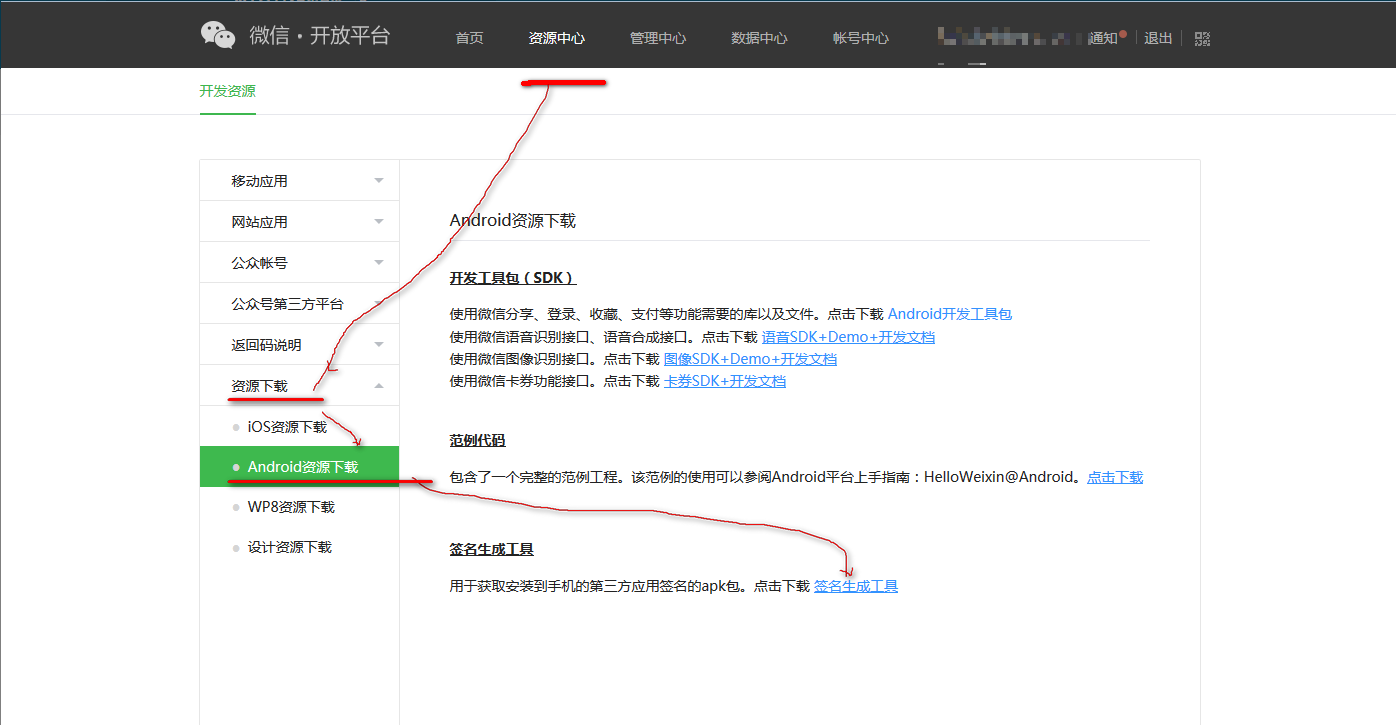 微信·开放平台
首页 资源中心 管理中心 数据中心 帐号中心 通知 退出
开发资源
移动应用
网站应用
公众帐号
公众号第三方平台
返回码说明
资源下载
iOS资源下载
Android资源下载
WP8资源下载
设计资源下载
Android资源下载
开发工具包（SDK）
使用微信分享、登录、收藏、支付等功能需要的库以及文件。点击下载 Android开发工具包
使用微信语音识别接口、语音合成接口。点击下载 语音SDK+Demo+开发文档
使用微信图像识别接口。点击下载 图像SDK+Demo+开发文档
使用微信卡券功能接口。点击下载 卡券SDK+开发文档
范例代码
包含了一个完整的范例工程。该范例的使用可以参阅Android平台上手指南：HelloWeixin@Android。点击下载
签名生成工具
用于获取安装到手机的第三方应用签名的apk包。点击下载 签名生成工具